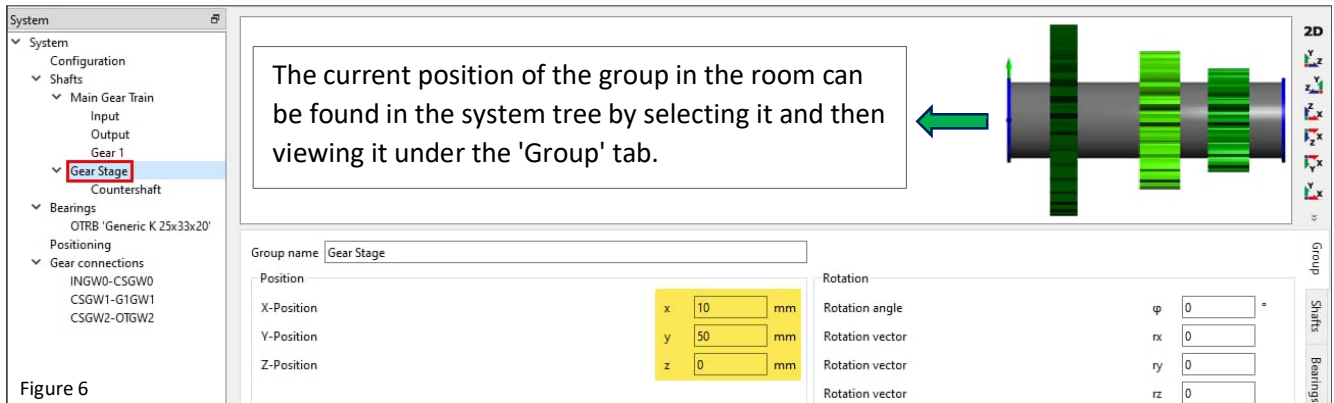 System
System
Configuration
Shafts
Main Gear Train
Input
Output
Gear 1
Gear Stage
Countershaft
Bearings
OTRB 'Generic K 25x33x20'
Positioning
Gear connections
INGW0-CSGW0
CSGW1-G1GW1
CSGW2-OTGW2
Figure 6
The current position of the group in the room can
be found in the system tree by selecting it and then
viewing it under the 'Group' tab.
2D
Y z
z Y
Z x
Z x
Y x
Y x
Group name Gear Stage
Position
X-Position x 10 mm
Y-Position y 50 mm
Z-Position z 0 mm
Rotation
Rotation angle φ 0 °
Rotation vector rx 0
Rotation vector ry 0
Rotation vector rz 0
Group
Shafts
Bearings